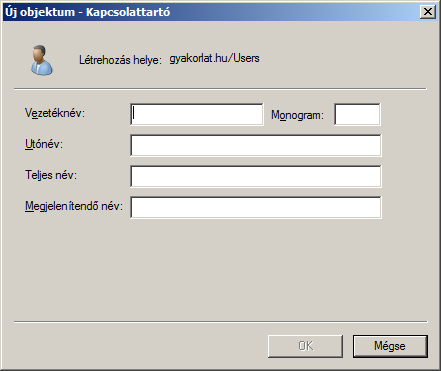 Új objektum - Kapcsolattartó
Létrehozás helye: gyakorlat.hu/Users
Vezetéknév: Monogram:
Utónév:
Teljes név:
Megjelenítendő név:
OK Mégse